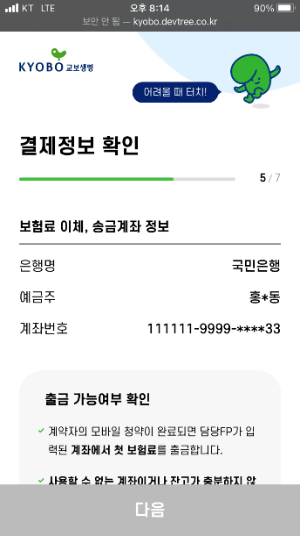 KT LTE 오후 8:14 90%
보안 안 됨 — kyobo.devtree.co.kr
KYOBO 교보생명
어려울 때 터치!
결제정보 확인
5 / 7
보험료 이체, 송금계좌 정보
은행명 국민은행
예금주 홍*동
계좌번호 111111-9999-****33
출금 가능여부 확인
계약자의 모바일 청약이 완료되면 담당FP가 입
력된 계좌에서 첫 보험료를 출금합니다.
사용할 수 없는 계좌이거나 잔고가 충분하지 않
다음